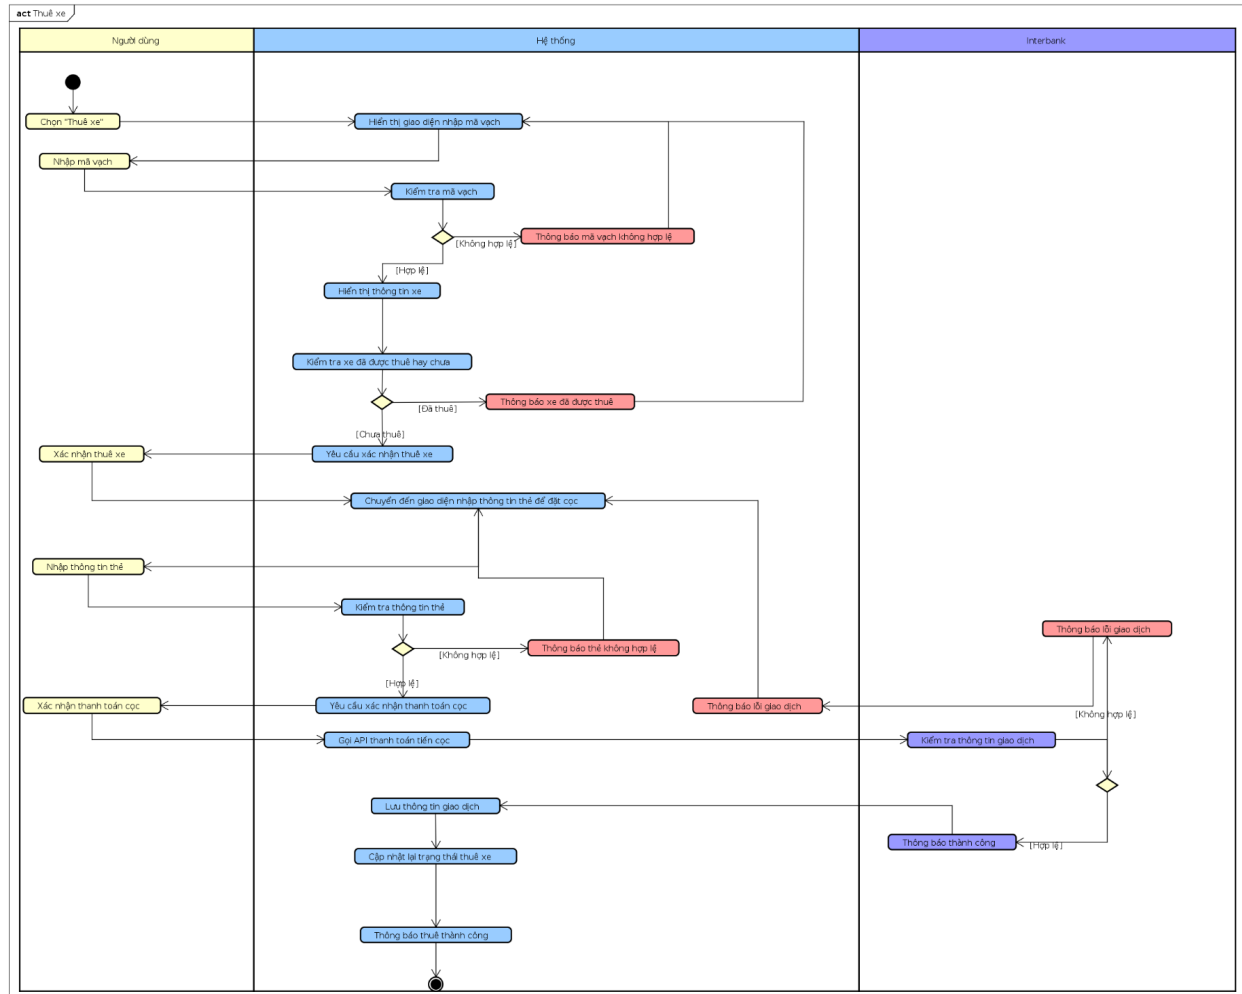 act Thuê xe
Người dùng
Hệ thống
Interbank
Chọn "Thuê xe"
Hiển thị giao diện nhập mã vạch
Nhập mã vạch
Kiểm tra mã vạch
Thông báo mã vạch không hợp lệ
[Không hợp lệ]
[Hợp lệ]
Hiển thị thông tin xe
Kiểm tra xe đã được thuê hay chưa
Thông báo xe đã được thuê
[Đã thuê]
[Chưa thuê]
Xác nhận thuê xe
Yêu cầu xác nhận thuê xe
Chuyển đến giao diện nhập thông tin thẻ để đặt cọc
Nhập thông tin thẻ
Kiểm tra thông tin thẻ
Thông báo lỗi giao dịch
Thông báo thẻ không hợp lệ
[Không hợp lệ]
[Hợp lệ]
Xác nhận thanh toán cọc
Yêu cầu xác nhận thanh toán cọc
Thông báo lỗi giao dịch
[Không hợp lệ]
Gọi API thanh toán tiền cọc
Kiểm tra thông tin giao dịch
Lưu thông tin giao dịch
Thông báo thành công
[Hợp lệ]
Cập nhật lại trạng thái thuê xe
Thông báo thuê thành công